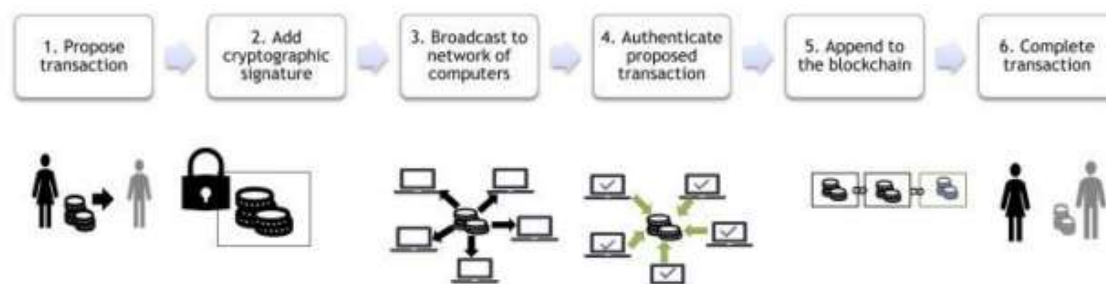 1. Propose
transaction
2. Add
cryptographic
signature
3. Broadcast to
network of
computers
4. Authenticate
proposed
transaction
5. Append to
the blockchain
6. Complete
transaction